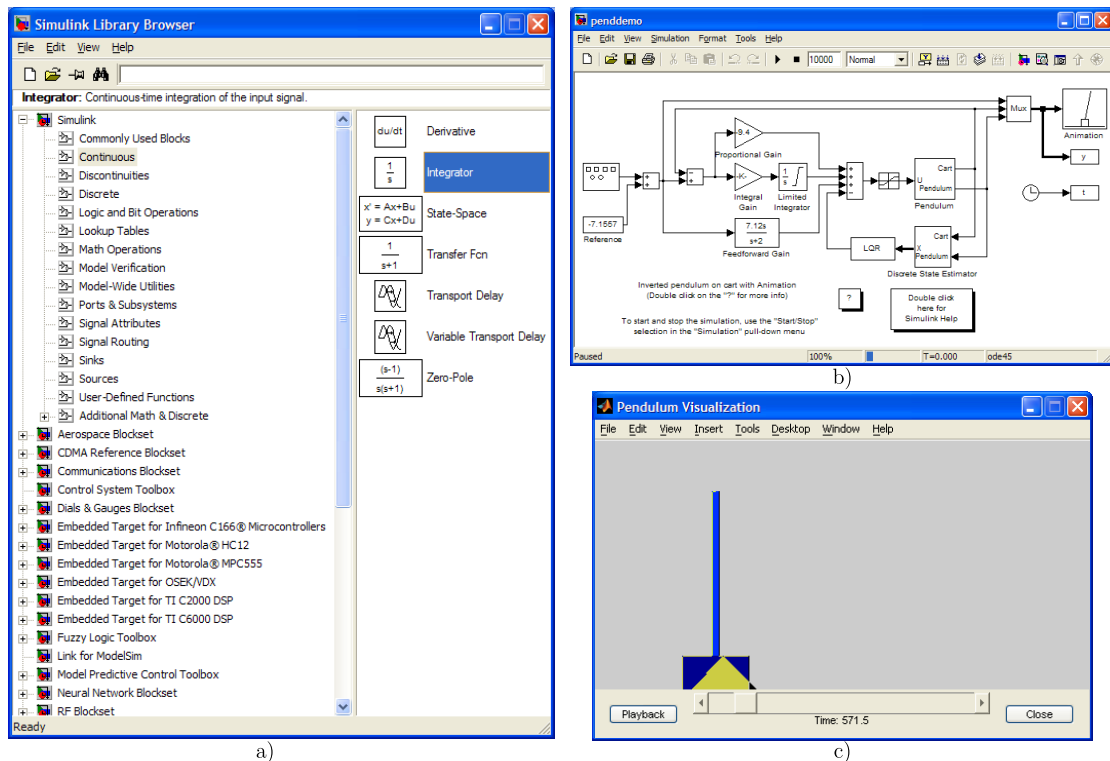 Simulink Library Browser
File Edit View Help
Integrator: Continuous-time integration of the input signal.
Simulink
Commonly Used Blocks
Continuous
Discontinuities
Discrete
Logic and Bit Operations
Lookup Tables
Math Operations
Model Verification
Model-Wide Utilities
Ports & Subsystems
Signal Attributes
Signal Routing
Sinks
Sources
User-Defined Functions
Additional Math & Discrete
Aerospace Blockset
CDMA Reference Blockset
Communications Blockset
Control System Toolbox
Dials & Gauges Blockset
Embedded Target for Infineon C166® Microcontrollers
Embedded Target for Motorola® HC12
Embedded Target for Motorola® MPC555
Embedded Target for OSEK/VDX
Embedded Target for TI C2000 DSP
Embedded Target for TI C6000 DSP
Fuzzy Logic Toolbox
Link for ModelSim
Model Predictive Control Toolbox
Neural Network Blockset
RF Blockset
du/dt Derivative
1
s
Integrator
x' = Ax+Bu
y = Cx+Du
State-Space
1
s+1
Transfer Fcn
Transport Delay
Variable Transport Delay
(s-1)
s(s+1)
Zero-Pole
Ready
a)
penddemo
File Edit View Simulation Format Tools Help
10000 Normal
Mux
Animation
y
t
-9.4
Proportional Gain
-K-
Integral
Gain
1
s
Limited
Integrator
-7.1557
Reference
7.12s
s+2
Feedforward Gain
Cart
U
Pendulum
Pendulum
LQR
Cart
X
Pendulum
Discrete State Estimator
Inverted pendulum on cart with Animation
(Double click on the "?" for more info)
To start and stop the simulation, use the "Start/Stop"
selection in the "Simulation" pull-down menu
?
Double click
here for
Simulink Help
Paused 100% T=0.000 ode45
b)
Pendulum Visualization
File Edit View Insert Tools Desktop Window Help
Playback
Time: 571.5
Close
c)